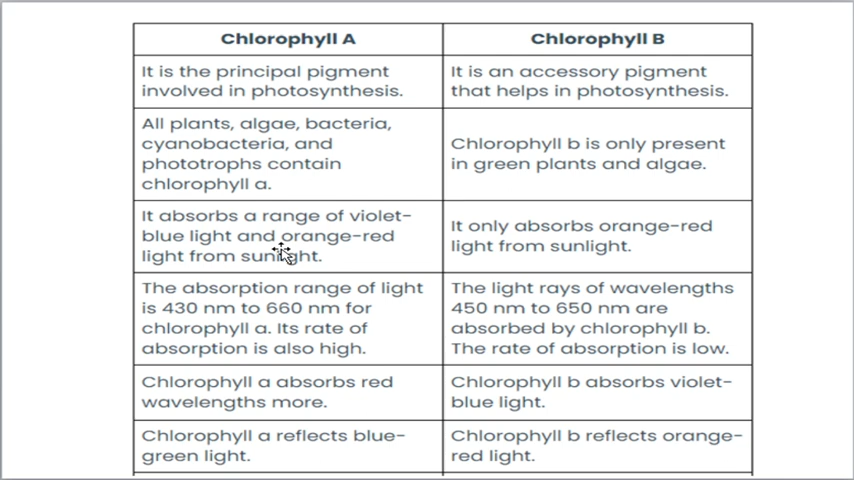 Chlorophyll A
Chlorophyll B
It is the principal pigment
involved in photosynthesis.
It is an accessory pigment
that helps in photosynthesis.
All plants, algae, bacteria,
cyanobacteria, and
phototrophs contain
chlorophyll a.
Chlorophyll b is only present
in green plants and algae.
It absorbs a range of violet-
blue light and orange-red
light from sunlight.
It only absorbs orange-red
light from sunlight.
The absorption range of light
is 430 nm to 660 nm for
chlorophyll a. Its rate of
absorption is also high.
The light rays of wavelengths
450 nm to 650 nm are
absorbed by chlorophyll b.
The rate of absorption is low.
Chlorophyll a absorbs red
wavelengths more.
Chlorophyll b absorbs violet-
blue light.
Chlorophyll a reflects blue-
green light.
Chlorophyll b reflects orange-
red light.